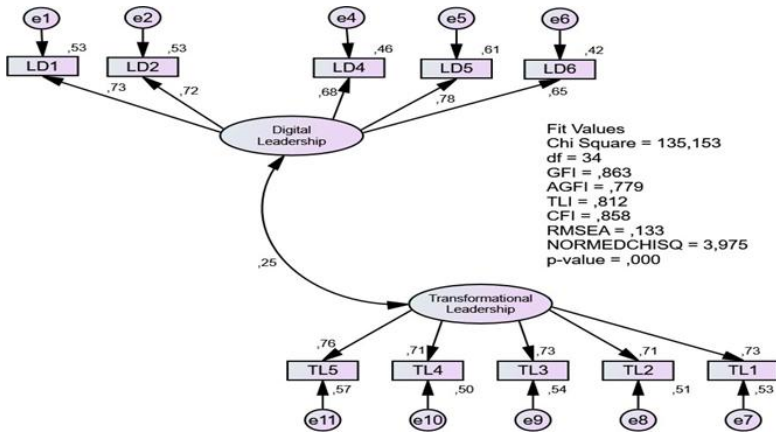 e1
e2
e4
e5
e6
,53
,53
,46
,61
,42
LD1
LD2
LD4
LD5
LD6
,73
,72
,68
,78
,65
Digital
Leadership
Fit Values
Chi Square = 135,153
df = 34
GFI = ,863
AGFI = ,779
TLI = ,812
CFI = ,858
RMSEA = ,133
NORMEDCHISQ = 3,975
p-value = ,000
,25
Transformational
Leadership
,76
,71
,73
,71
,73
TL5
TL4
TL3
TL2
TL1
,57
,50
,54
,51
,53
e11
e10
e9
e8
e7